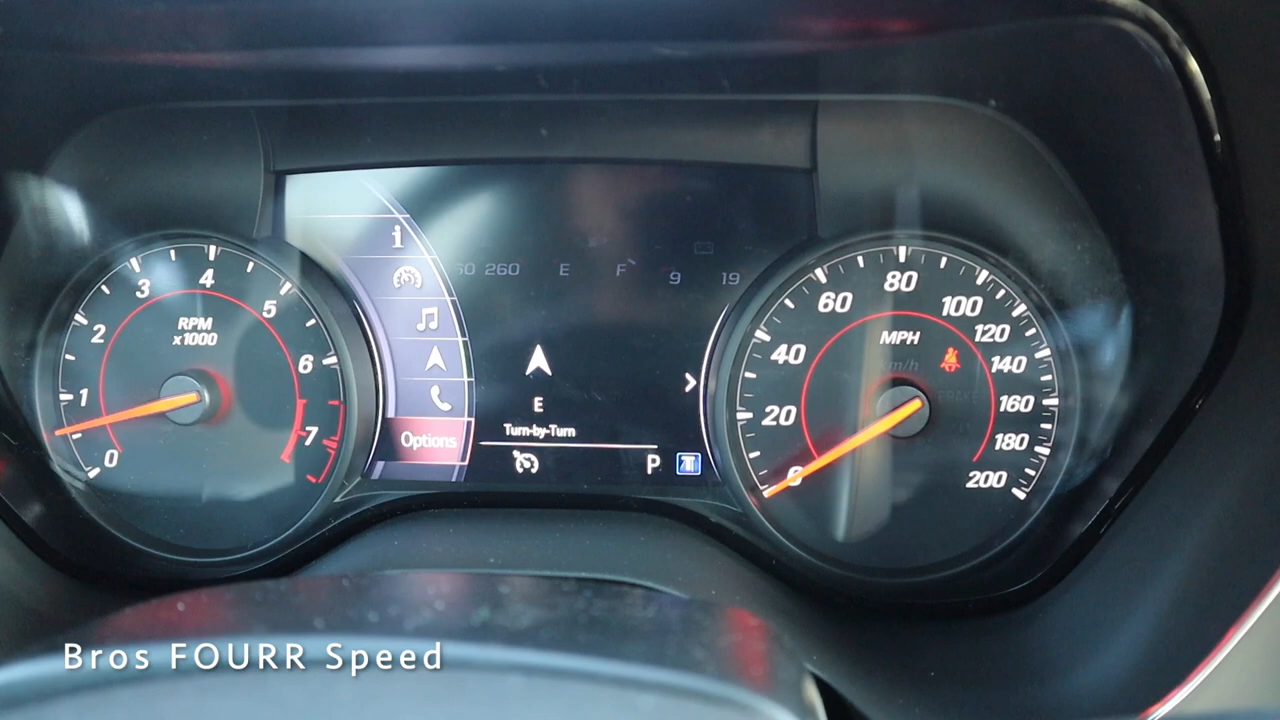 60 260 E F 9 19
0 1 2 3 4 5 6 7
RPM
x1000
E
Turn-by-Turn
Options
P
0 20 40 60 80 100 120 140 160 180 200
MPH
km/h
BRAKE
Bros FOURR Speed